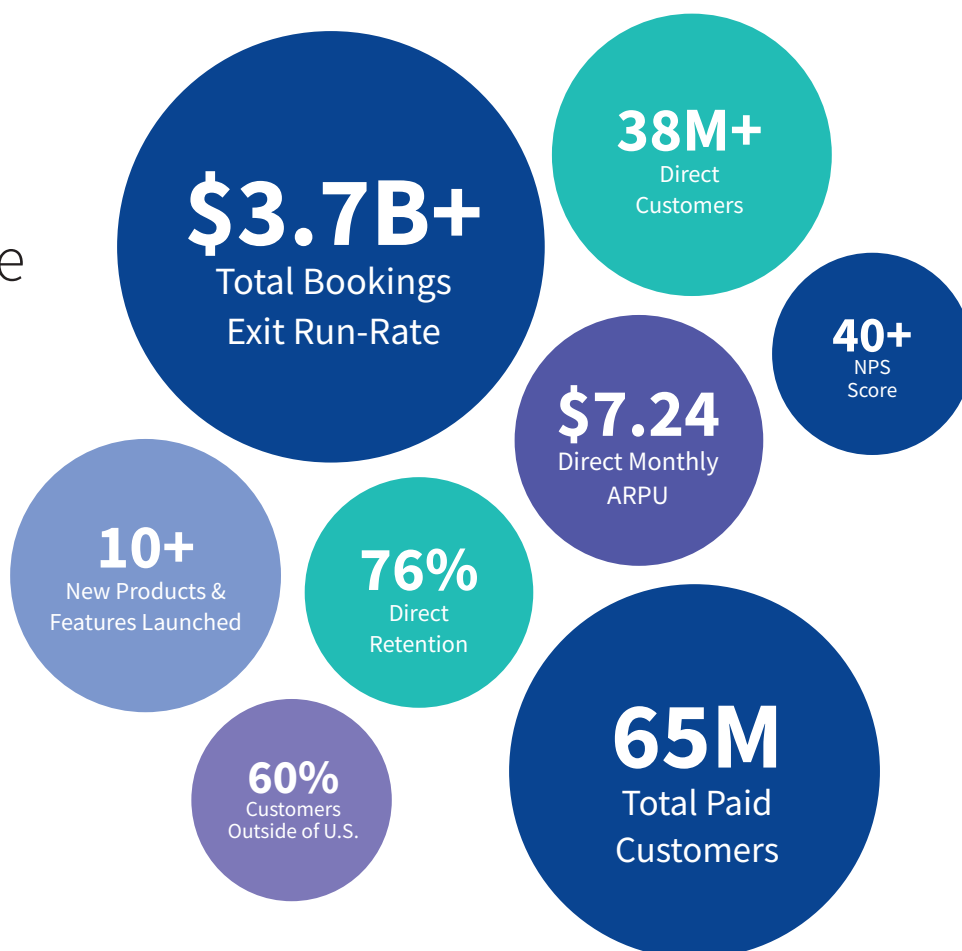 e
$3.7B+
Total Bookings
Exit Run-Rate
38M+
Direct
Customers
40+
NPS
Score
$7.24
Direct Monthly
ARPU
10+
New Products &
Features Launched
76%
Direct
Retention
60%
Customers
Outside of U.S.
65M
Total Paid
Customers